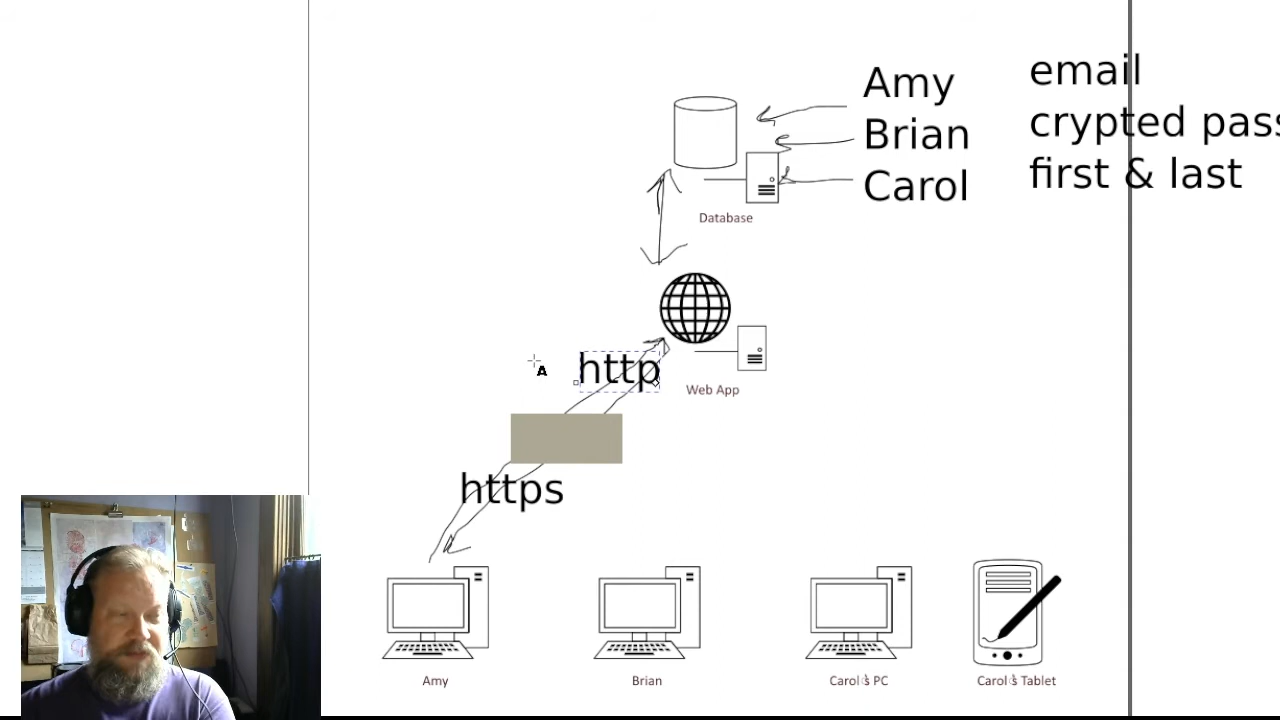 Amy
Brian
Carol
email
crypted pass
first & last
Database
http
Web App
https
Amy
Brian
Carol's PC
Carol's Tablet